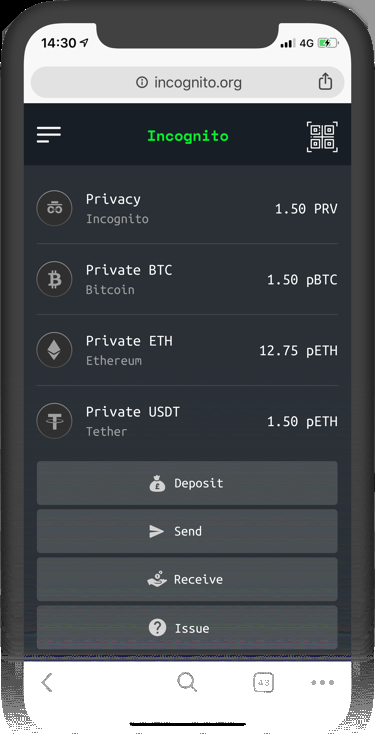 14:30
4G
incognito.org
Incognito
Privacy
1.50 PRV
Incognito
Private BTC
1.50 pBTC
Bitcoin
Private ETH
12.75 pETH
Ethereum
Private USDT
1.50 pETH
Tether
Deposit
Send
Receive
Issue